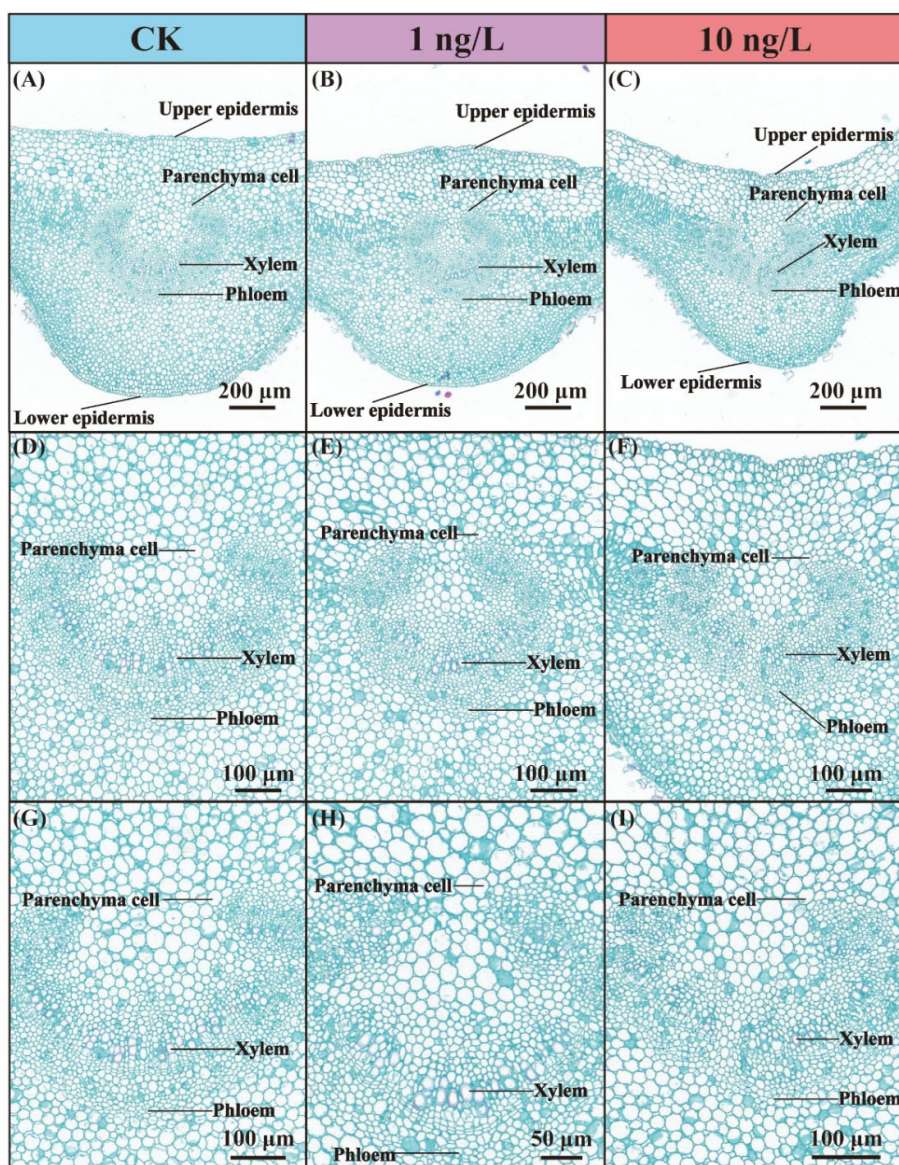 CK
1 ng/L
10 ng/L
(A)
Upper epidermis
Parenchyma cell
Xylem
Phloem
Lower epidermis
200 μm
(B)
Upper epidermis
Parenchyma cell
Xylem
Phloem
Lower epidermis
200 μm
(C)
Upper epidermis
Parenchyma cell
Xylem
Phloem
Lower epidermis
200 μm
(D)
Parenchyma cell
Xylem
Phloem
100 μm
(E)
Parenchyma cell
Xylem
Phloem
100 μm
(F)
Parenchyma cell
Xylem
Phloem
100 μm
(G)
Parenchyma cell
Xylem
Phloem
100 μm
(H)
Parenchyma cell
Xylem
Phloem
50 μm
(I)
Parenchyma cell
Xylem
Phloem
100 μm